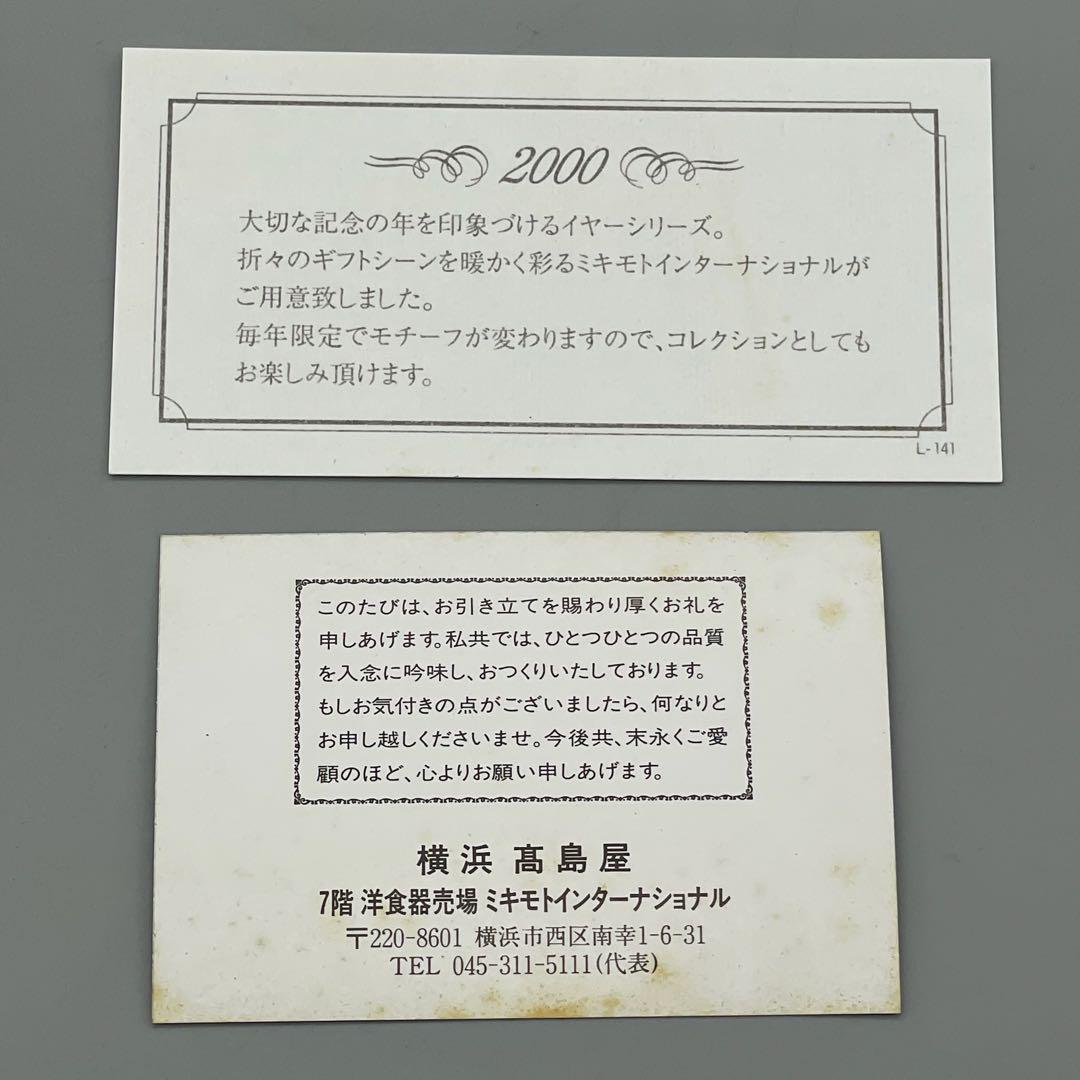 2000
大切な記念の年を印象づけるイヤーシリーズ。
折々のギフトシーンを暖かく彩るミキモトインターナショナルが
ご用意致しました。
毎年限定でモチーフが変わりますので、コレクションとしても
お楽しみ頂けます。
L-141
このたびは、お引き立てを賜わり厚くお礼を
申しあげます。私共では、ひとつひとつの品質
を入念に吟味し、おつくりいたしております。
もしお気付きの点がございましたら、何なりと
お申し越しくださいませ。今後共、末永くご愛
顧のほど、心よりお願い申しあげます。
横浜 髙島屋
7階 洋食器売場 ミキモトインターナショナル
〒220-8601 横浜市西区南幸1-6-31
TEL 045-311-5111(代表)